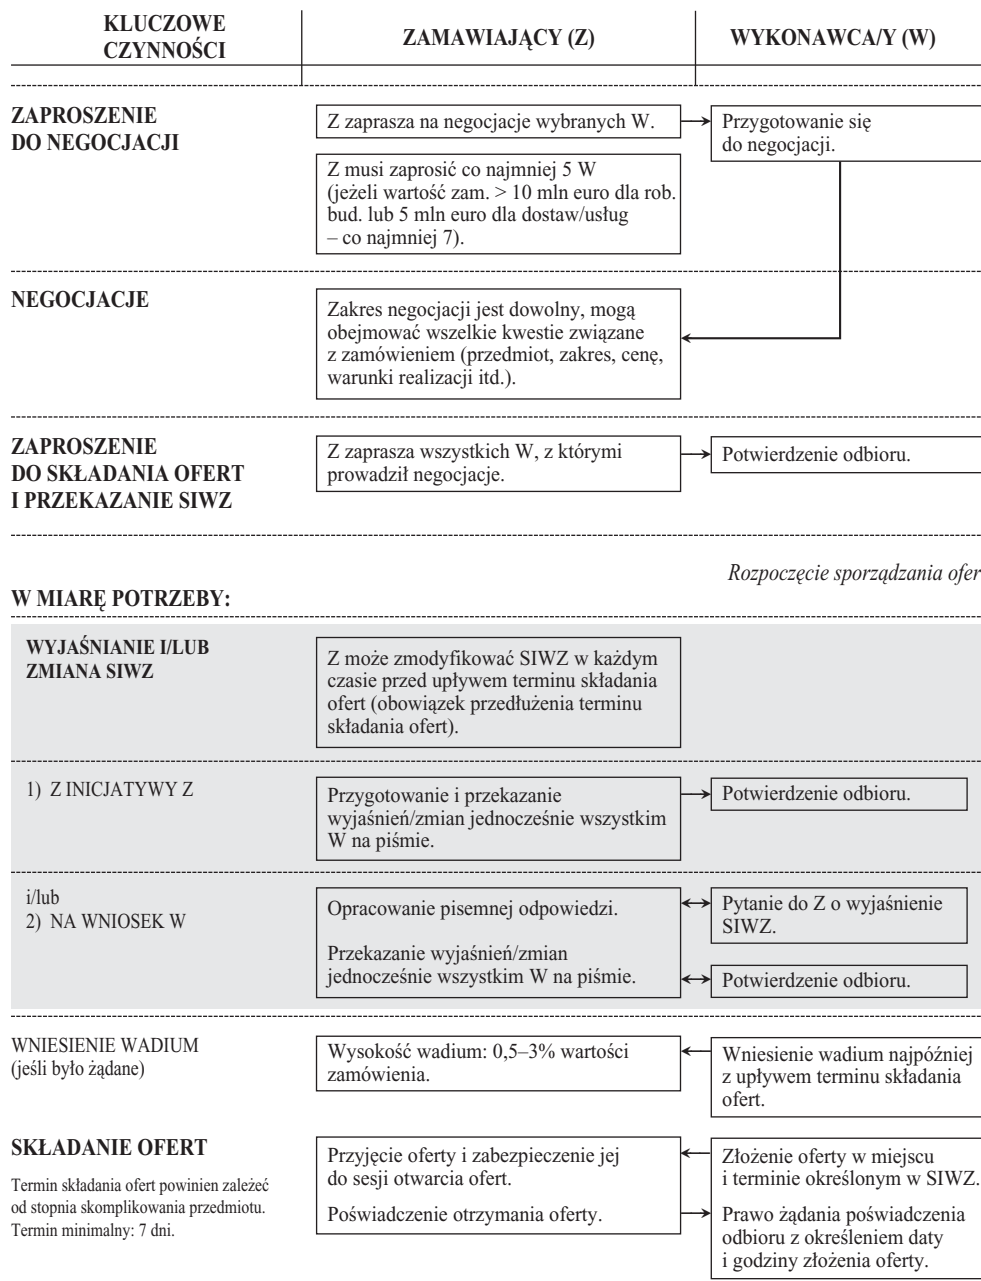 KLUCZOWE
CZYNNOŚCI
ZAMAWIAJĄCY (Z)
WYKONAWCA/Y (W)
ZAPROSZENIE
DO NEGOCJACJI
Z zaprasza na negocjacje wybranych W.
Przygotowanie się
do negocjacji.
Z musi zaprosić co najmniej 5 W
(jeżeli wartość zam. > 10 mln euro dla rob.
bud. lub 5 mln euro dla dostaw/usług
– co najmniej 7).
NEGOCJACJE
Zakres negocjacji jest dowolny, mogą
obejmować wszelkie kwestie związane
z zamówieniem (przedmiot, zakres, cenę,
warunki realizacji itd.).
ZAPROSZENIE
DO SKŁADANIA OFERT
I PRZEKAZANIE SIWZ
Z zaprasza wszystkich W, z którymi
prowadził negocjacje.
Potwierdzenie odbioru.
Rozpoczęcie sporządzania ofer
W MIARĘ POTRZEBY:
WYJAŚNIANIE I/LUB
ZMIANA SIWZ
Z może zmodyfikować SIWZ w każdym
czasie przed upływem terminu składania
ofert (obowiązek przedłużenia terminu
składania ofert).
1) Z INICJATYWY Z
Przygotowanie i przekazanie
wyjaśnień/zmian jednocześnie wszystkim
W na piśmie.
Potwierdzenie odbioru.
i/lub
2) NA WNIOSEK W
Opracowanie pisemnej odpowiedzi.
Pytanie do Z o wyjaśnienie
SIWZ.
Przekazanie wyjaśnień/zmian
jednocześnie wszystkim W na piśmie.
Potwierdzenie odbioru.
WNIESIENIE WADIUM
(jeśli było żądane)
Wysokość wadium: 0,5–3% wartości
zamówienia.
Wniesienie wadium najpóźniej
z upływem terminu składania
ofert.
SKŁADANIE OFERT
Termin składania ofert powinien zależeć
od stopnia skomplikowania przedmiotu.
Termin minimalny: 7 dni.
Przyjęcie oferty i zabezpieczenie jej
do sesji otwarcia ofert.
Poświadczenie otrzymania oferty.
Złożenie oferty w miejscu
i terminie określonym w SIWZ.
Prawo żądania poświadczenia
odbioru z określeniem daty
i godziny złożenia oferty.